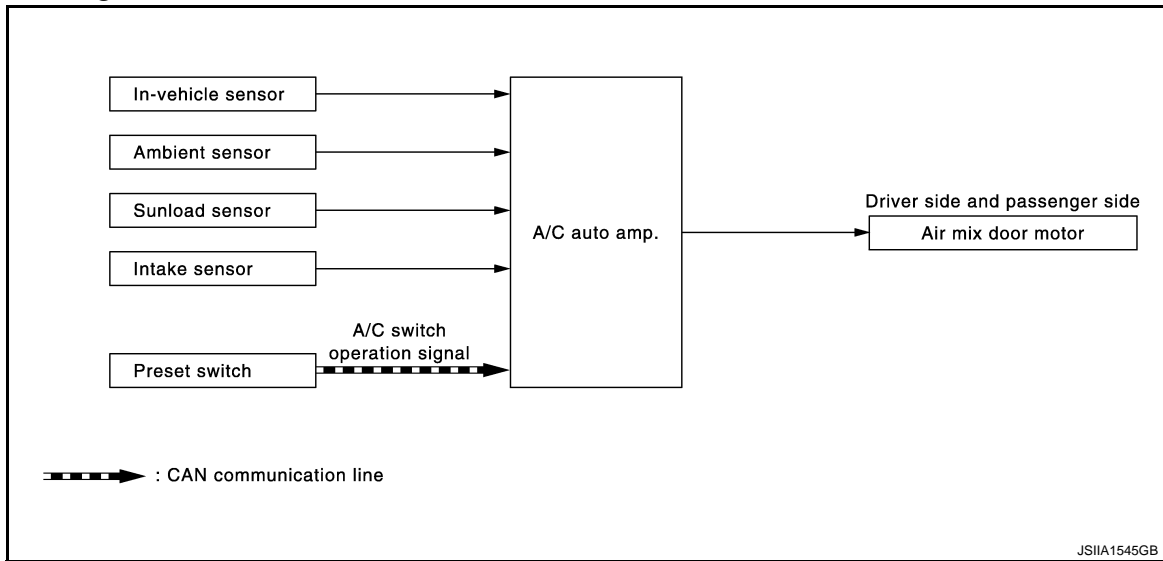 In-vehicle sensor
Ambient sensor
Sunload sensor
Intake sensor
A/C switch
operation signal
Preset switch
A/C auto amp.
Driver side and passenger side
Air mix door motor
: CAN communication line
JSIIA1545GB